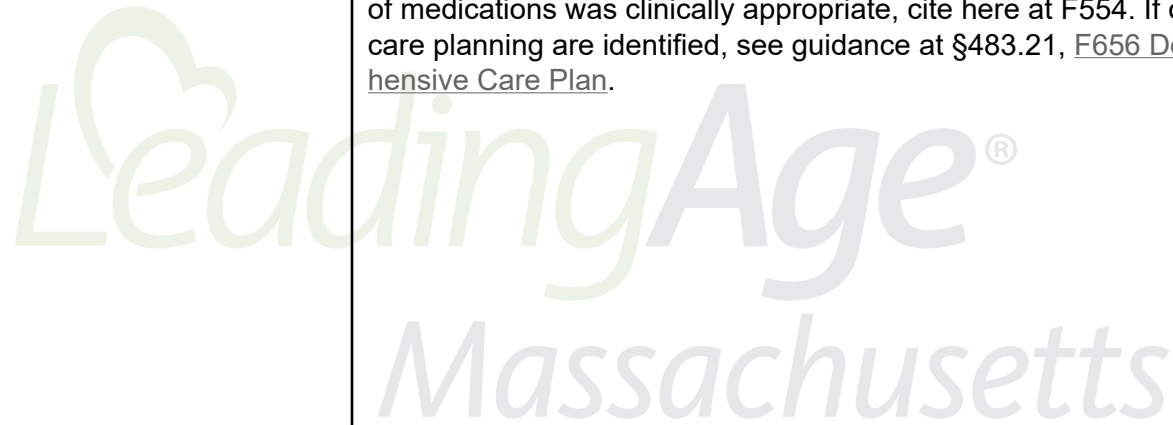 of medications was clinically appropriate, cite here at F554. If
care planning are identified, see guidance at §483.21, F656
hensive Care Plan.
LeadingAge®
Massachusetts